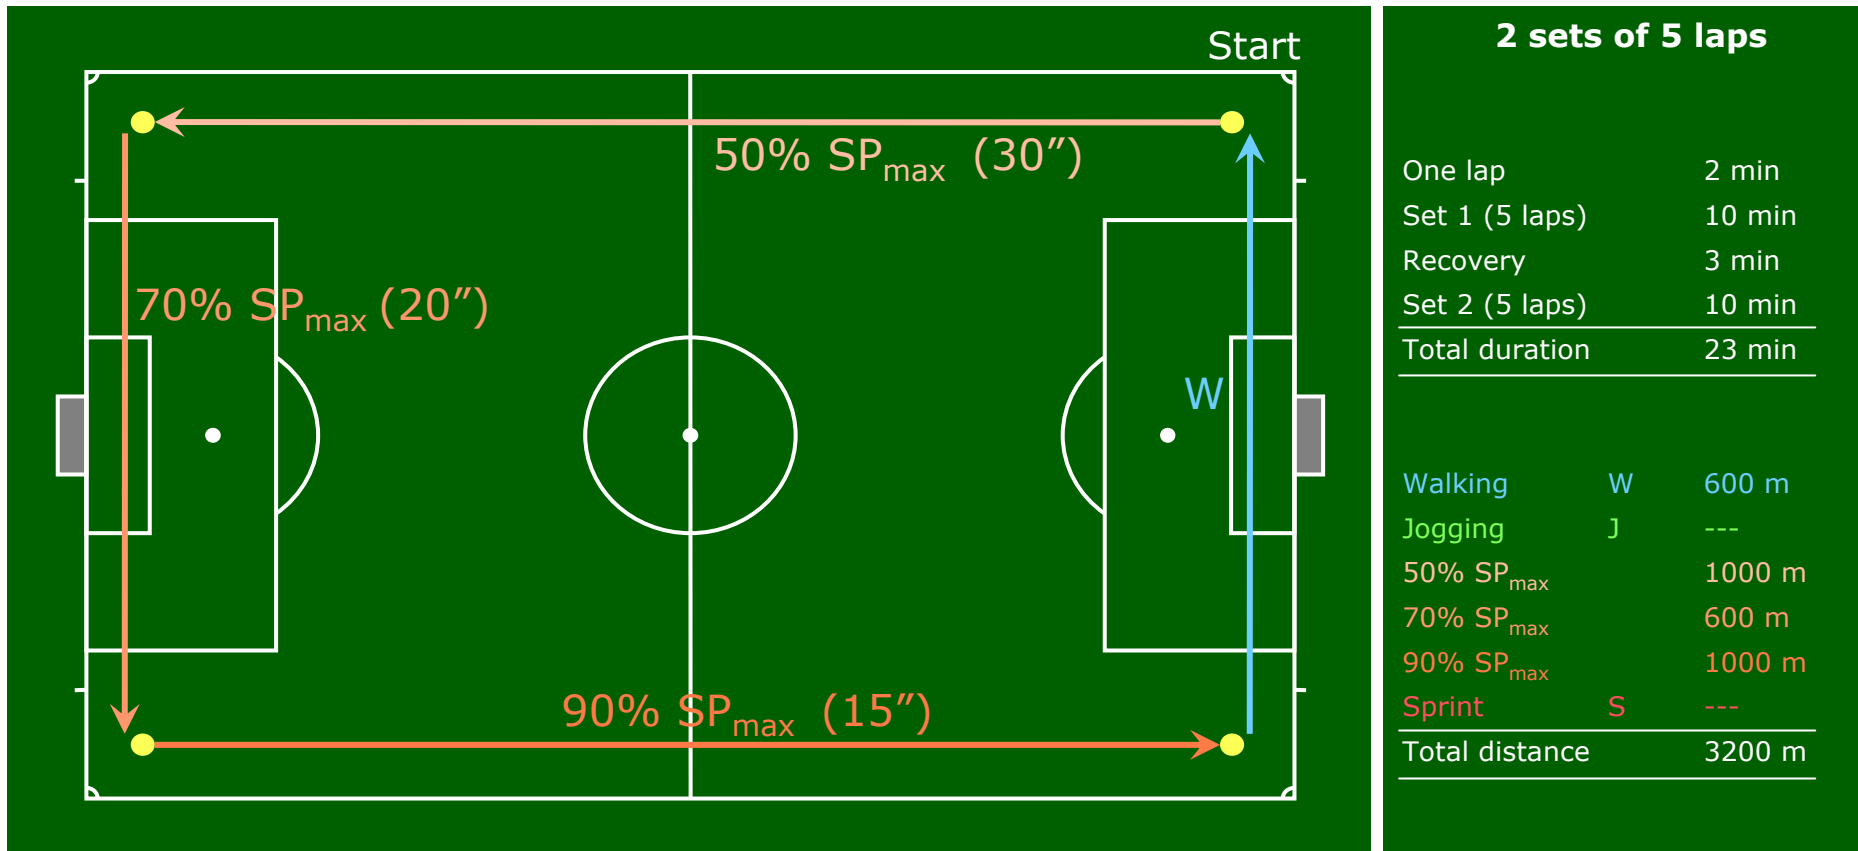 Start
50% SPmax (30″)
70% SPmax (20″)
W
90% SPmax (15″)
2 sets of 5 laps
One lap 2 min
Set 1 (5 laps) 10 min
Recovery 3 min
Set 2 (5 laps) 10 min
Total duration 23 min
Walking W 600 m
Jogging J ---
50% SPmax 1000 m
70% SPmax 600 m
90% SPmax 1000 m
Sprint S ---
Total distance 3200 m